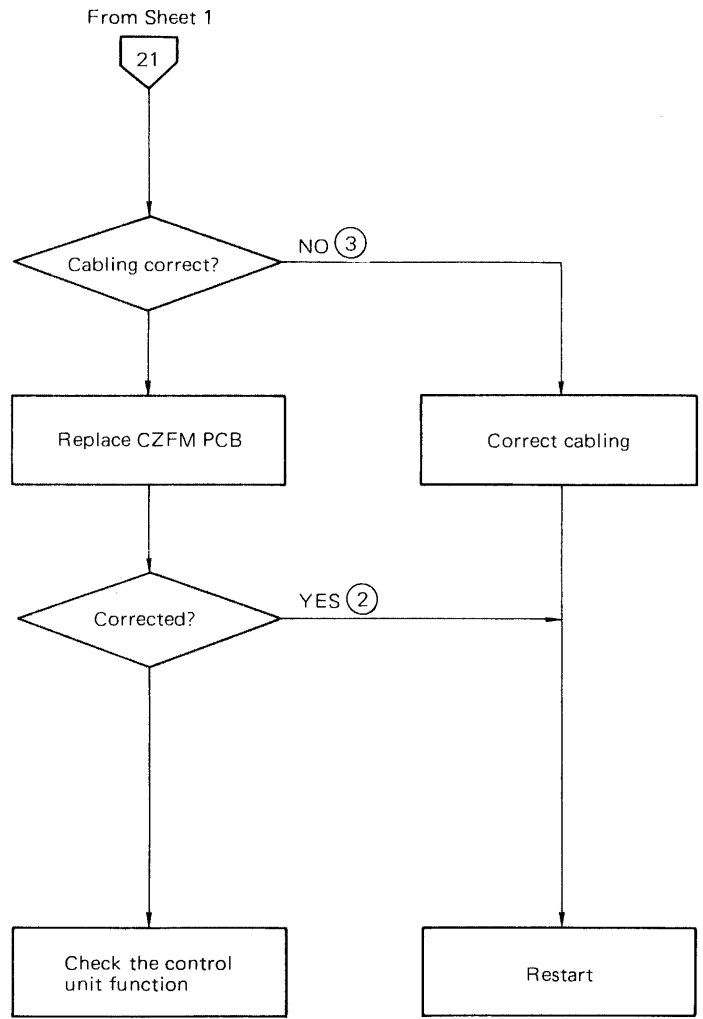 From Sheet 1
21
Cabling correct?
NO ③
Replace CZFM PCB
Correct cabling
Corrected?
YES ②
Check the control
unit function
Restart